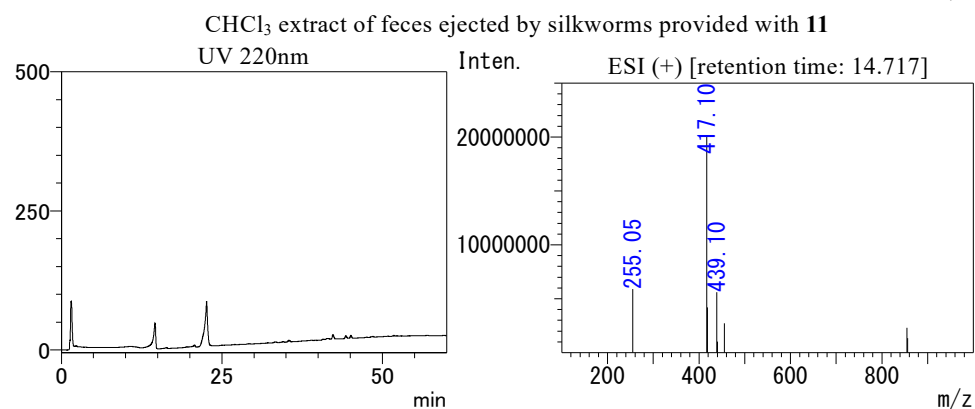 CHCl₃ extract of feces ejected by silkworms provided with 11
UV 220nm
500
250
0
0
25
50
min
Inten.
ESI (+) [retention time: 14.717]
20000000
10000000
417.10
255.05
439.10
200
400
600
800
m/z